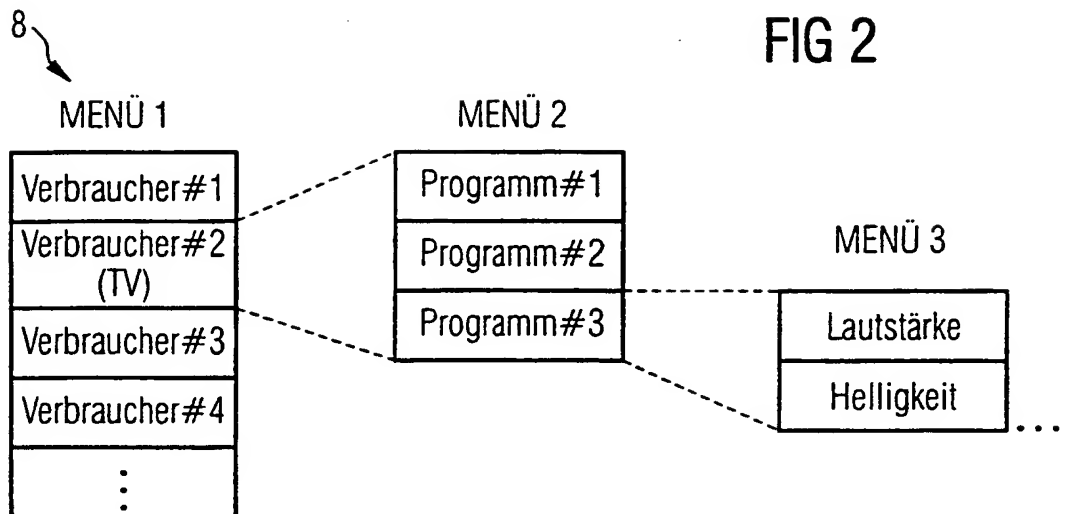 8
FIG 2
MENÜ 1
Verbraucher#1
Verbraucher#2
(TV)
Verbraucher#3
Verbraucher#4
⋮
MENÜ 2
Programm#1
Programm#2
Programm#3
MENÜ 3
Lautstärke
Helligkeit
...